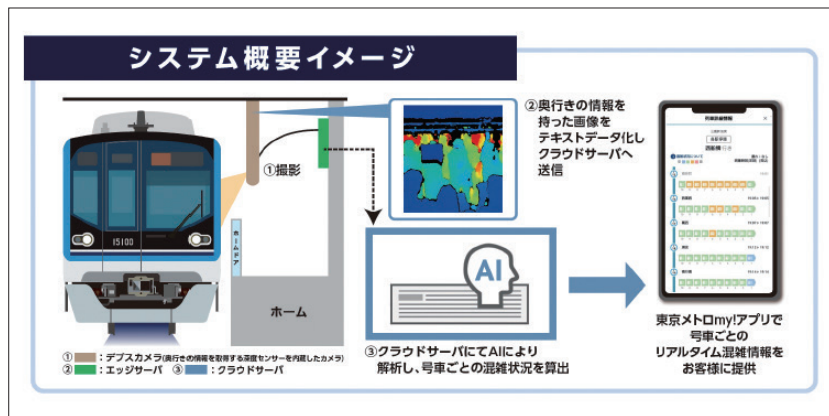 システム概要イメージ
①撮影
15100
ホームドア
ホーム
②奥行きの情報を
持った画像を
テキストデータ化し
クラウドサーバへ
送信
AI
③クラウドサーバにてAIにより
解析し、号車ごとの混雑状況を算出
号車混雑情報
東京メトロmy!アプリで
号車ごとの
リアルタイム混雑情報を
お客様に提供
①：デプスカメラ(奥行きの情報を取得する深度センサーを内蔵したカメラ)
②：エッジサーバ ③：クラウドサーバ